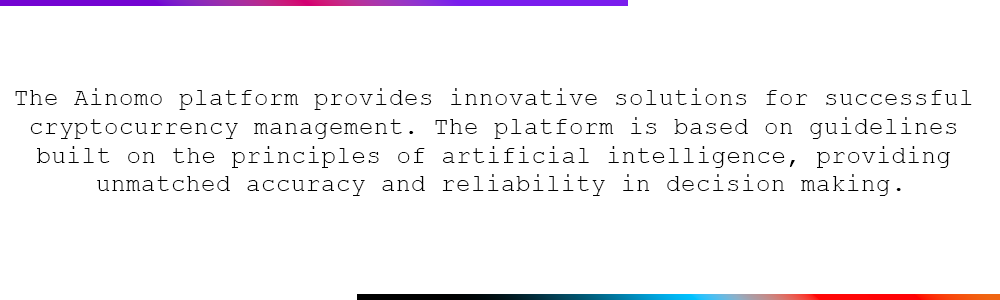 The Ainomo platform provides innovative solutions for successful
cryptocurrency management. The platform is based on guidelines
built on the principles of artificial intelligence, providing
unmatched accuracy and reliability in decision making.